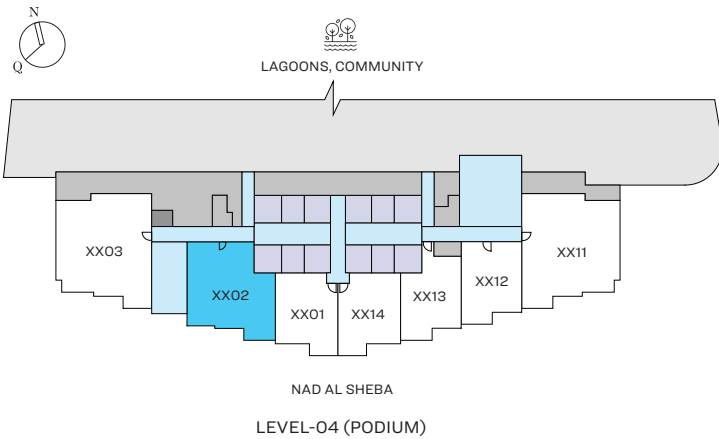 N
Q
LAGOONS, COMMUNITY
XX03
XX02
XX01
XX14
XX13
XX12
XX11
NAD AL SHEBA
LEVEL-04 (PODIUM)